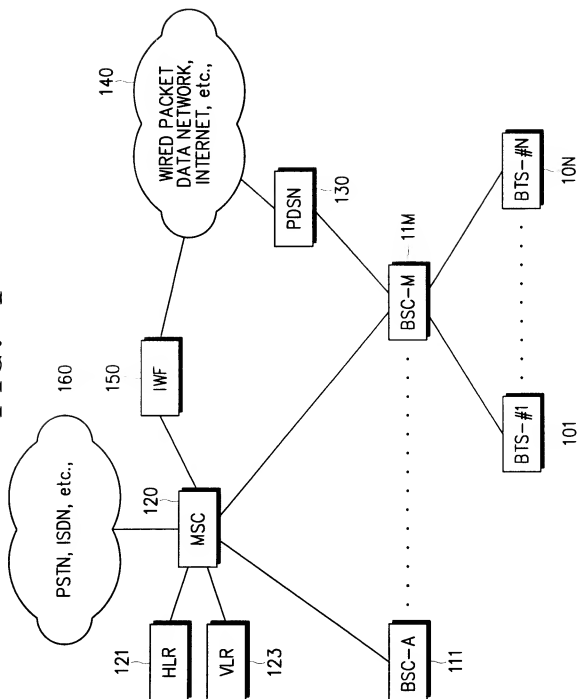 160
PSTN, ISDN, etc.,
140
WIRED PACKET
DATA NETWORK,
INTERNET, etc.,
150
IWF
120
MSC
121
HLR
VLR
123
PDSN
130
BSC-A
111
BSC-M
11M
BTS-#1
101
BTS-#N
10N